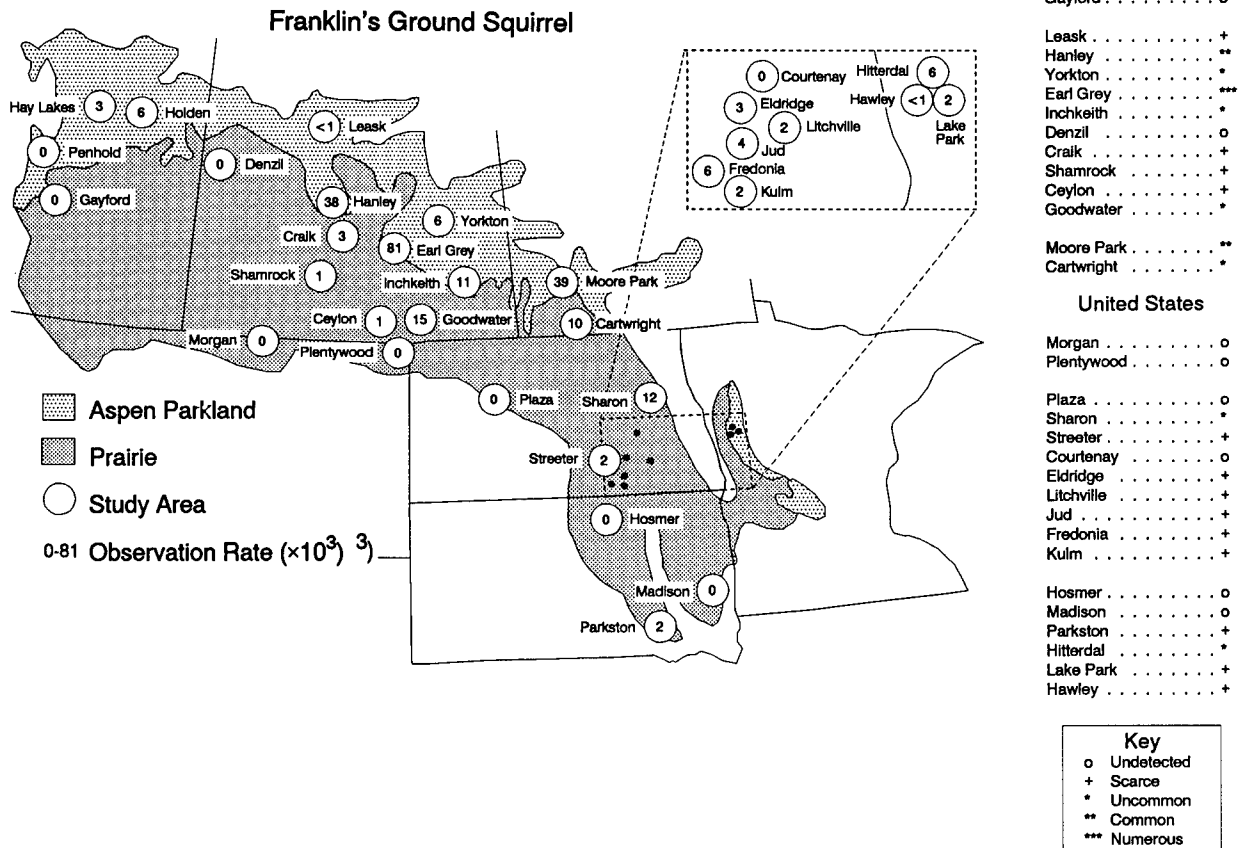 Franklin's Ground Squirrel
Hay Lakes 3
6 Holden
<1 Leask
0 Penhold
0 Denzil
0 Gayford
38 Hanley
6 Yorkton
Craik 3
81 Earl Grey
Shamrock 1
Inchkeith 11
39 Moore Park
Ceylon 1
15 Goodwater
10 Cartwright
Morgan 0
Plentywood 0
0 Plaza
Sharon 12
Streeter 2
0 Hosmer
Madison 0
Parkston 2
0 Courtenay
3 Eldridge
2 Litchville
4 Jud
6 Fredonia
2 Kulm
Hitterdal 6
Hawley <1
2 Lake
Park
Aspen Parkland
Prairie
Study Area
0-81 Observation Rate (×10³) ³)
Gayford . . . . . . . . . o
Leask . . . . . . . . . . . +
Hanley . . . . . . . . . . **
Yorkton . . . . . . . . . *
Earl Grey . . . . . . . . ***
Inchkeith . . . . . . . . *
Denzil . . . . . . . . . . o
Craik . . . . . . . . . . . +
Shamrock . . . . . . . +
Ceylon . . . . . . . . . +
Goodwater . . . . . . . *
Moore Park . . . . . . . **
Cartwright . . . . . . . *
United States
Morgan . . . . . . . . . . o
Plentywood . . . . . . . o
Plaza . . . . . . . . . . . o
Sharon . . . . . . . . . . *
Streeter . . . . . . . . . +
Courtenay . . . . . . . . o
Eldridge . . . . . . . . . +
Litchville . . . . . . . . +
Jud . . . . . . . . . . . . +
Fredonia . . . . . . . . +
Kulm . . . . . . . . . . . +
Hosmer . . . . . . . . . . o
Madison . . . . . . . . . o
Parkston . . . . . . . . +
Hitterdal . . . . . . . . . *
Lake Park . . . . . . . . +
Hawley . . . . . . . . . . +
Key
o Undetected
+ Scarce
* Uncommon
** Common
*** Numerous